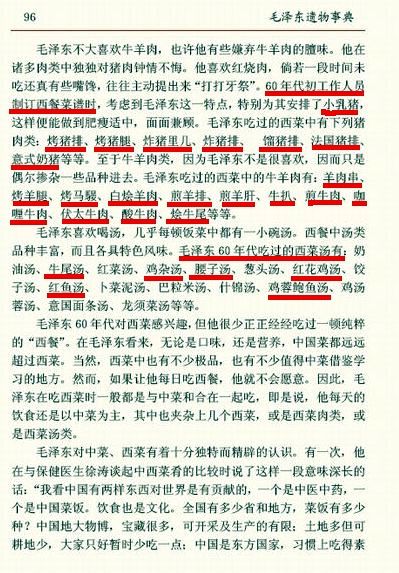 96 毛泽东遗物事典
毛泽东不大喜欢牛羊肉，也许他有些嫌弃牛羊肉的膻味。他在
诸多肉类中独独对猪肉钟情不悔。他喜欢红烧肉，倘若一段时间未
吃还真有些嘴馋，往往主动提出来“打打牙祭”。60年代初工作人员
制订西餐菜谱时，考虑到毛泽东这一特点，特别为其安排了小乳猪，
这样便能做到肥瘦适中，面面兼顾。毛泽东吃过的西菜中有下列猪
肉类：烤猪排、烤猪腿、炸猪里几、炸猪排、馏猪排、法国猪排、
意式奶猪等等。至于牛羊肉类，因为毛泽东不是很喜欢，因而只是
偶尔掺杂一些品种进去。毛泽东吃过的西菜中的牛羊肉有：羊肉串、
烤羊腿、烤马鞍、白烩羊肉、煎羊排、煎羊肝、牛扒、煎牛肉、咖
喱牛肉、伏太牛肉、酸牛肉、烩牛尾等等。
毛泽东喜欢喝汤，几乎每顿饭菜中都有一小碗汤。西餐中汤类
品种丰富，而且各具特色风味。毛泽东60年代吃过的西菜汤有：奶
油汤、牛尾汤、红菜汤、鸡杂汤、腰子汤、葱头汤、红花鸡汤、饺
子汤、红鱼汤、卜菜泥汤、巴粒米汤、什锦汤、鸡蓉鲍鱼汤、鸡汤
蓉汤、意国面条汤、龙须菜汤等等。
毛泽东60年代对西菜感兴趣，但他很少正正经经吃过一顿纯粹
的“西餐”。在毛泽东看来，无论是口味，还是营养，中国菜都远远
超过西菜。当然，西菜中也有不少极品，也有不少值得中菜借鉴学
习的地方。然而，如果让他每日吃西餐，他就不会愿意。因此，毛
泽东在吃西菜时一般都是与中菜和合在一起吃，即是说，他每天的
饮食还是以中菜为主，其中也夹杂上几个西菜，或是西菜肉类，或
是西菜汤类。
毛泽东对中菜、西菜有着十分独特而精辟的认识。有一次，他
在与保健医生徐涛谈起中西菜肴的比较时说了这样一段意味深长的
话：“我看中国有两样东西对世界是有贡献的，一个是中医中药，一
个是中国菜饭。饮食也是文化。全国有多少省和地方，菜饭有多少
种？中国地大物博，宝藏很多，可开采及生产的有限；土地多但可
耕地少，大家只好暂时少吃一点；中国是东方国家，习惯上吃得素